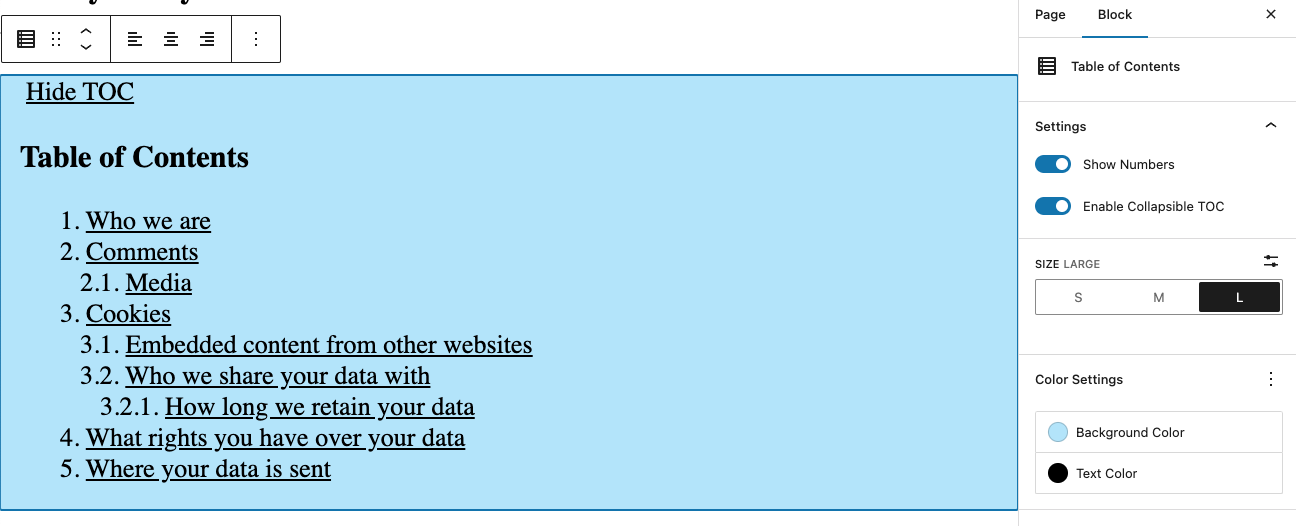 Hide TOC
Table of Contents
1. Who we are
2. Comments
2.1. Media
3. Cookies
3.1. Embedded content from other websites
3.2. Who we share your data with
3.2.1. How long we retain your data
4. What rights you have over your data
5. Where your data is sent
Page Block
Table of Contents
Settings
Show Numbers
Enable Collapsible TOC
SIZE LARGE
S M L
Color Settings
Background Color
Text Color